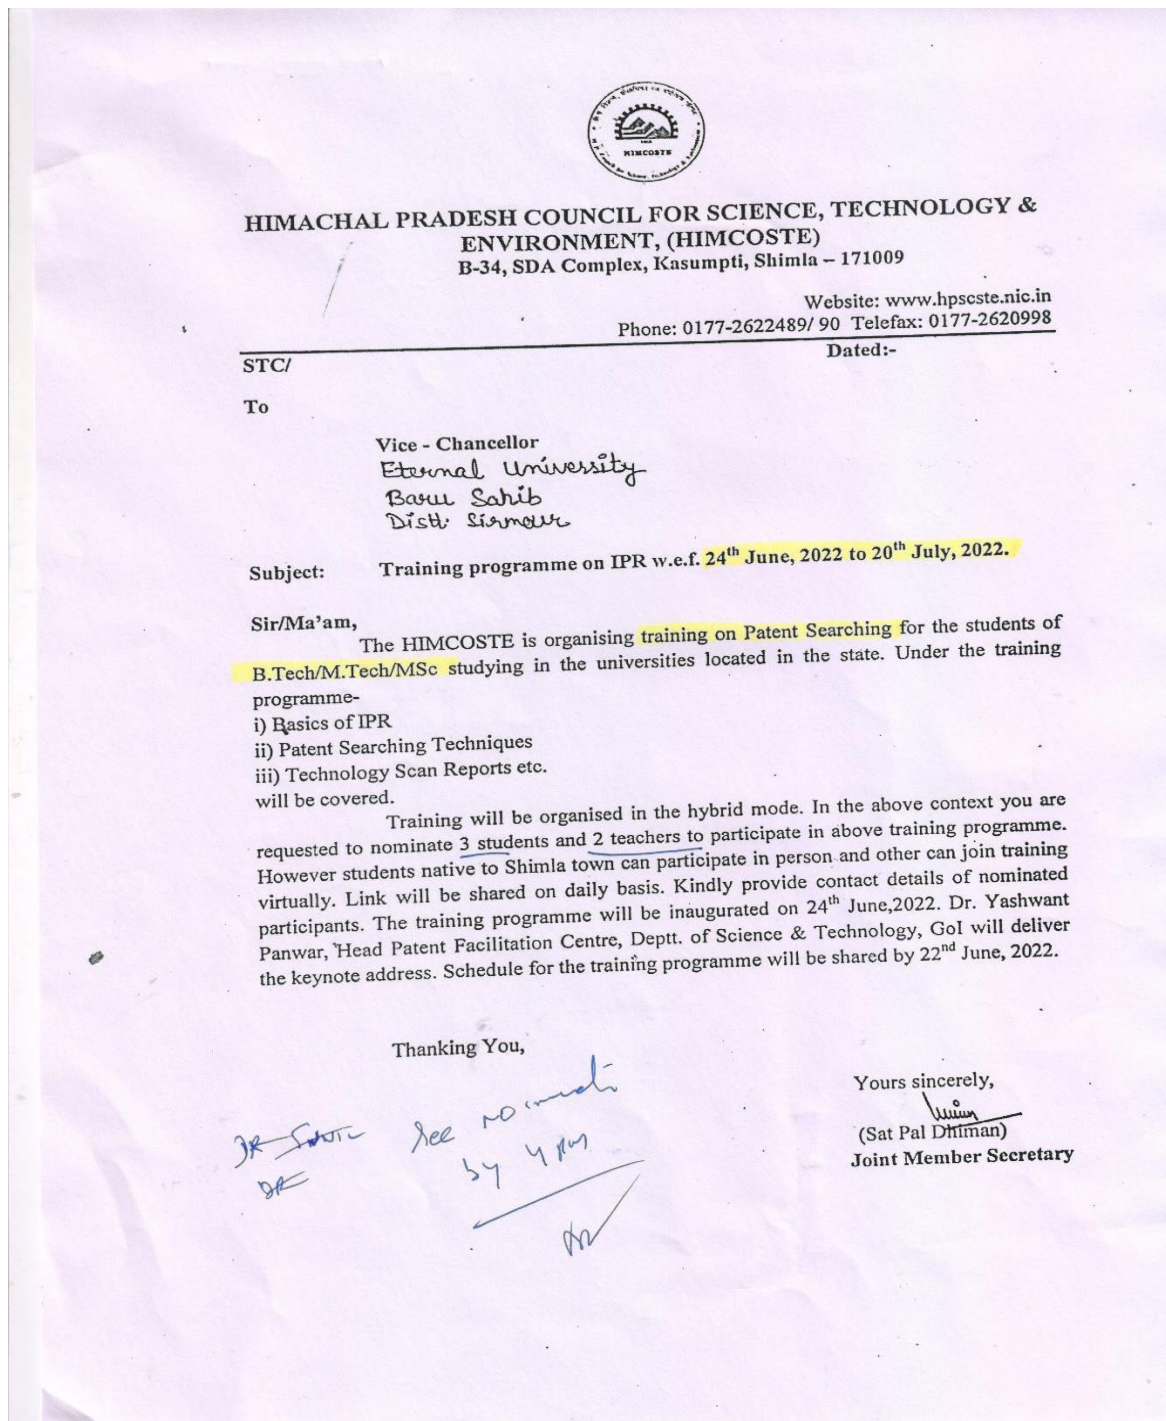 HIMCOSTE
HIMACHAL PRADESH COUNCIL FOR SCIENCE, TECHNOLOGY &
ENVIRONMENT, (HIMCOSTE)
B-34, SDA Complex, Kasumpti, Shimla – 171009
Website: www.hpscste.nic.in
Phone: 0177-2622489/ 90 Telefax: 0177-2620998
STC/ Dated:-
To
Vice - Chancellor
Eternal University
Baru Sahib
Distt. Sirmour
Subject: Training programme on IPR w.e.f. 24th June, 2022 to 20th July, 2022.
Sir/Ma'am,
The HIMCOSTE is organising training on Patent Searching for the students of
B.Tech/M.Tech/MSc studying in the universities located in the state. Under the training
programme-
i) Basics of IPR
ii) Patent Searching Techniques
iii) Technology Scan Reports etc.
will be covered.
Training will be organised in the hybrid mode. In the above context you are
requested to nominate 3 students and 2 teachers to participate in above training programme.
However students native to Shimla town can participate in person and other can join training
virtually. Link will be shared on daily basis. Kindly provide contact details of nominated
participants. The training programme will be inaugurated on 24th June,2022. Dr. Yashwant
Panwar, Head Patent Facilitation Centre, Deptt. of Science & Technology, GoI will deliver
the keynote address. Schedule for the training programme will be shared by 22nd June, 2022.
Thanking You,
Yours sincerely,
(Sat Pal Dhiman)
Joint Member Secretary
by 4 pm